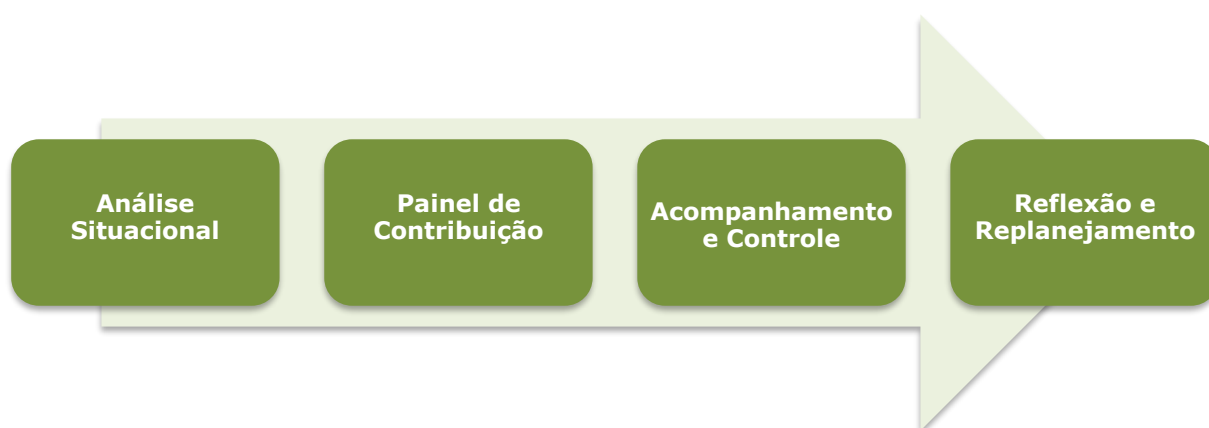 Análise
Situacional
Painel de
Contribuição
Acompanhamento
e Controle
Reflexão e
Replanejamento